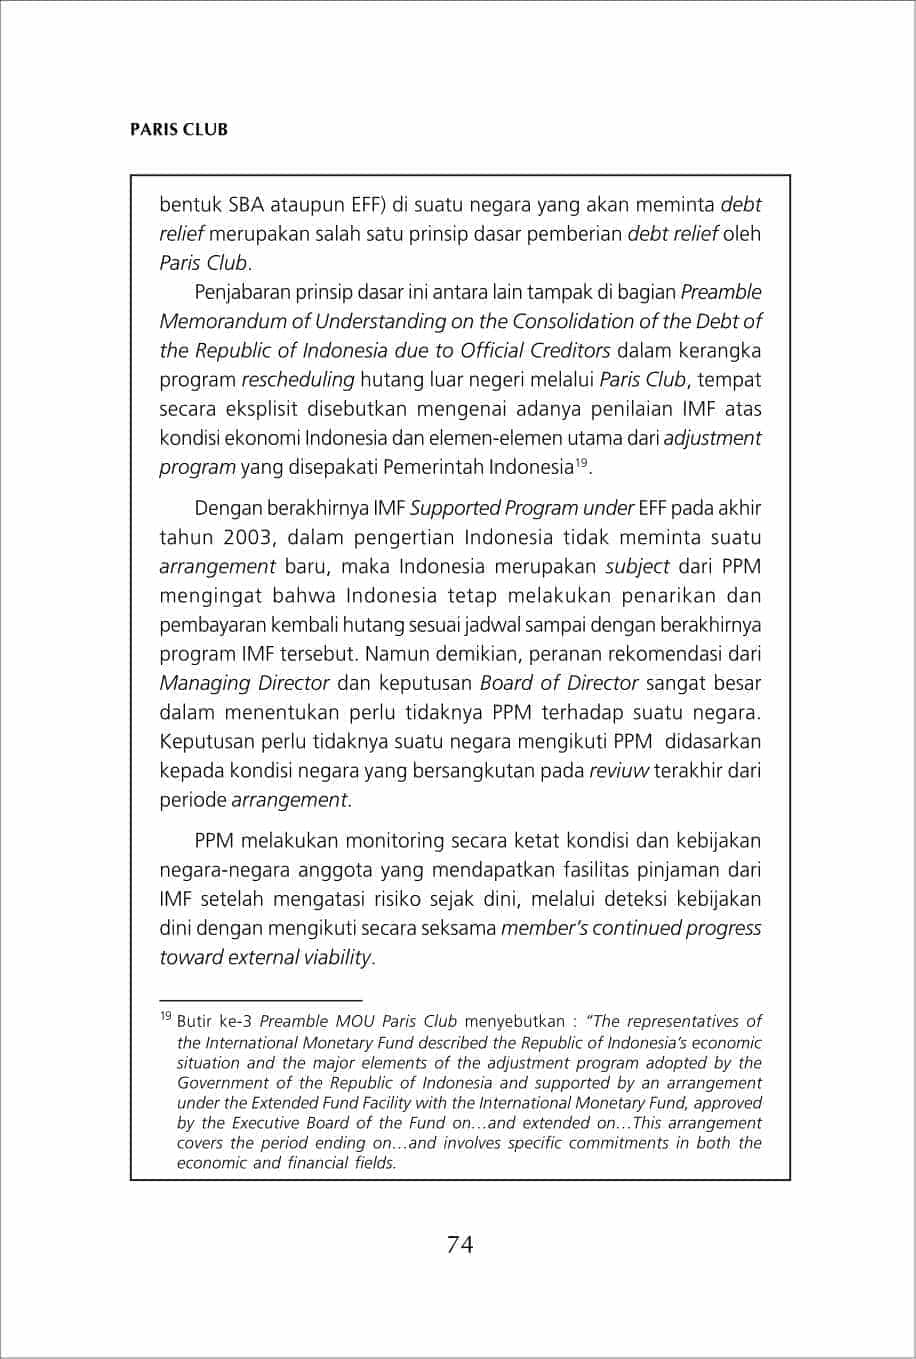 PARIS CLUB
bentuk SBA ataupun EFF) di suatu negara yang akan meminta debt
relief merupakan salah satu prinsip dasar pemberian debt relief oleh
Paris Club.
Penjabaran prinsip dasar ini antara lain tampak di bagian Preamble
Memorandum of Understanding on the Consolidation of the Debt of
the Republic of Indonesia due to Official Creditors dalam kerangka
program rescheduling hutang luar negeri melalui Paris Club, tempat
secara eksplisit disebutkan mengenai adanya penilaian IMF atas
kondisi ekonomi Indonesia dan elemen-elemen utama dari adjustment
program yang disepakati Pemerintah Indonesia¹⁹.
Dengan berakhirnya IMF Supported Program under EFF pada akhir
tahun 2003, dalam pengertian Indonesia tidak meminta suatu
arrangement baru, maka Indonesia merupakan subject dari PPM
mengingat bahwa Indonesia tetap melakukan penarikan dan
pembayaran kembali hutang sesuai jadwal sampai dengan berakhirnya
program IMF tersebut. Namun demikian, peranan rekomendasi dari
Managing Director dan keputusan Board of Director sangat besar
dalam menentukan perlu tidaknya PPM terhadap suatu negara.
Keputusan perlu tidaknya suatu negara mengikuti PPM didasarkan
kepada kondisi negara yang bersangkutan pada reviuw terakhir dari
periode arrangement.
PPM melakukan monitoring secara ketat kondisi dan kebijakan
negara-negara anggota yang mendapatkan fasilitas pinjaman dari
IMF setelah mengatasi risiko sejak dini, melalui deteksi kebijakan
dini dengan mengikuti secara seksama member’s continued progress
toward external viability.
¹⁹ Butir ke-3 Preamble MOU Paris Club menyebutkan : “The representatives of
the International Monetary Fund described the Republic of Indonesia’s economic
situation and the major elements of the adjustment program adopted by the
Government of the Republic of Indonesia and supported by an arrangement
under the Extended Fund Facility with the International Monetary Fund, approved
by the Executive Board of the Fund on…and extended on…This arrangement
covers the period ending on…and involves specific commitments in both the
economic and financial fields.
74